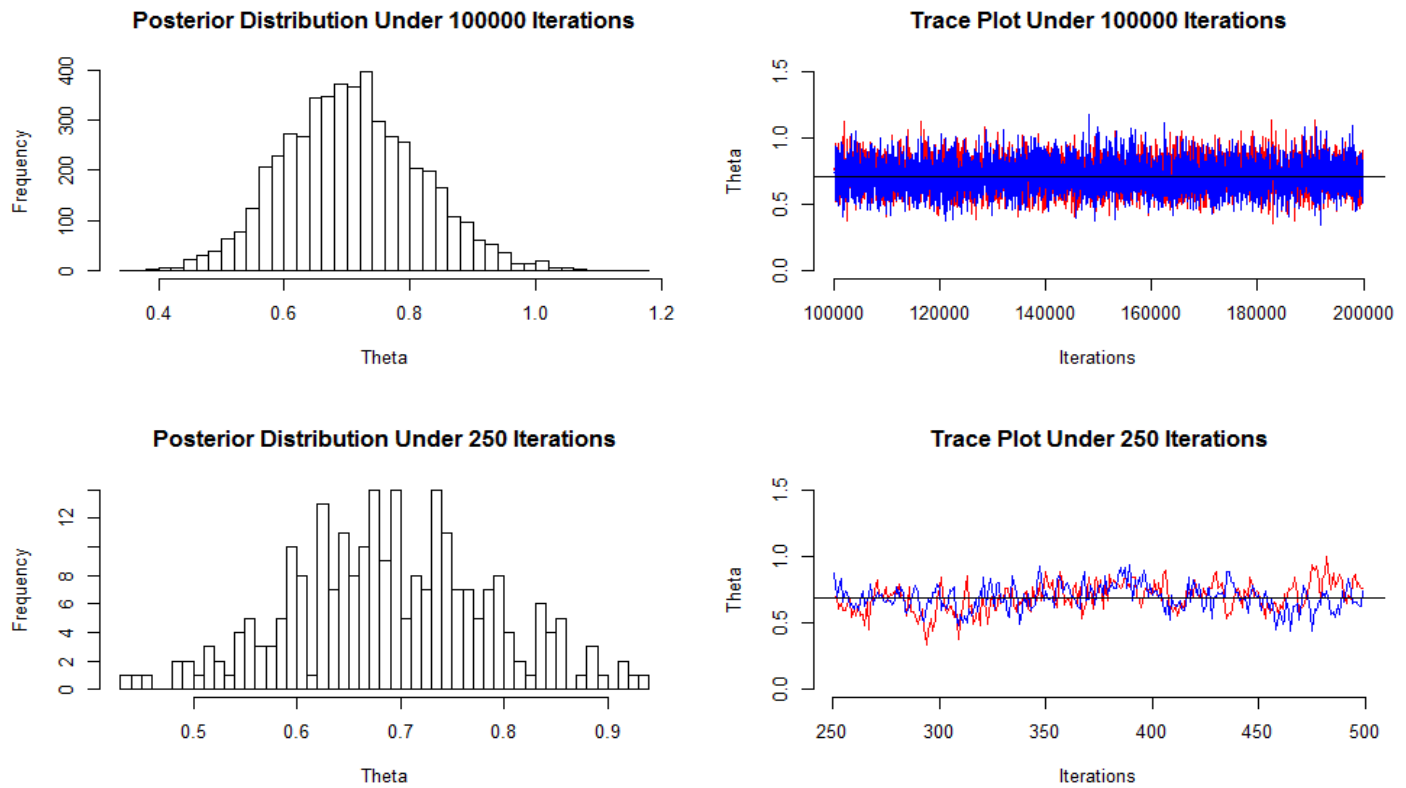 Posterior Distribution Under 100000 Iterations
Frequency
400
300
200
100
0
0.4 0.6 0.8 1.0 1.2
Theta
Trace Plot Under 100000 Iterations
Theta
1.5
1.0
0.5
0.0
100000 120000 140000 160000 180000 200000
Iterations
Posterior Distribution Under 250 Iterations
Frequency
12
8
6
4
2
0
0.5 0.6 0.7 0.8 0.9
Theta
Trace Plot Under 250 Iterations
Theta
1.5
1.0
0.5
0.0
250 300 350 400 450 500
Iterations